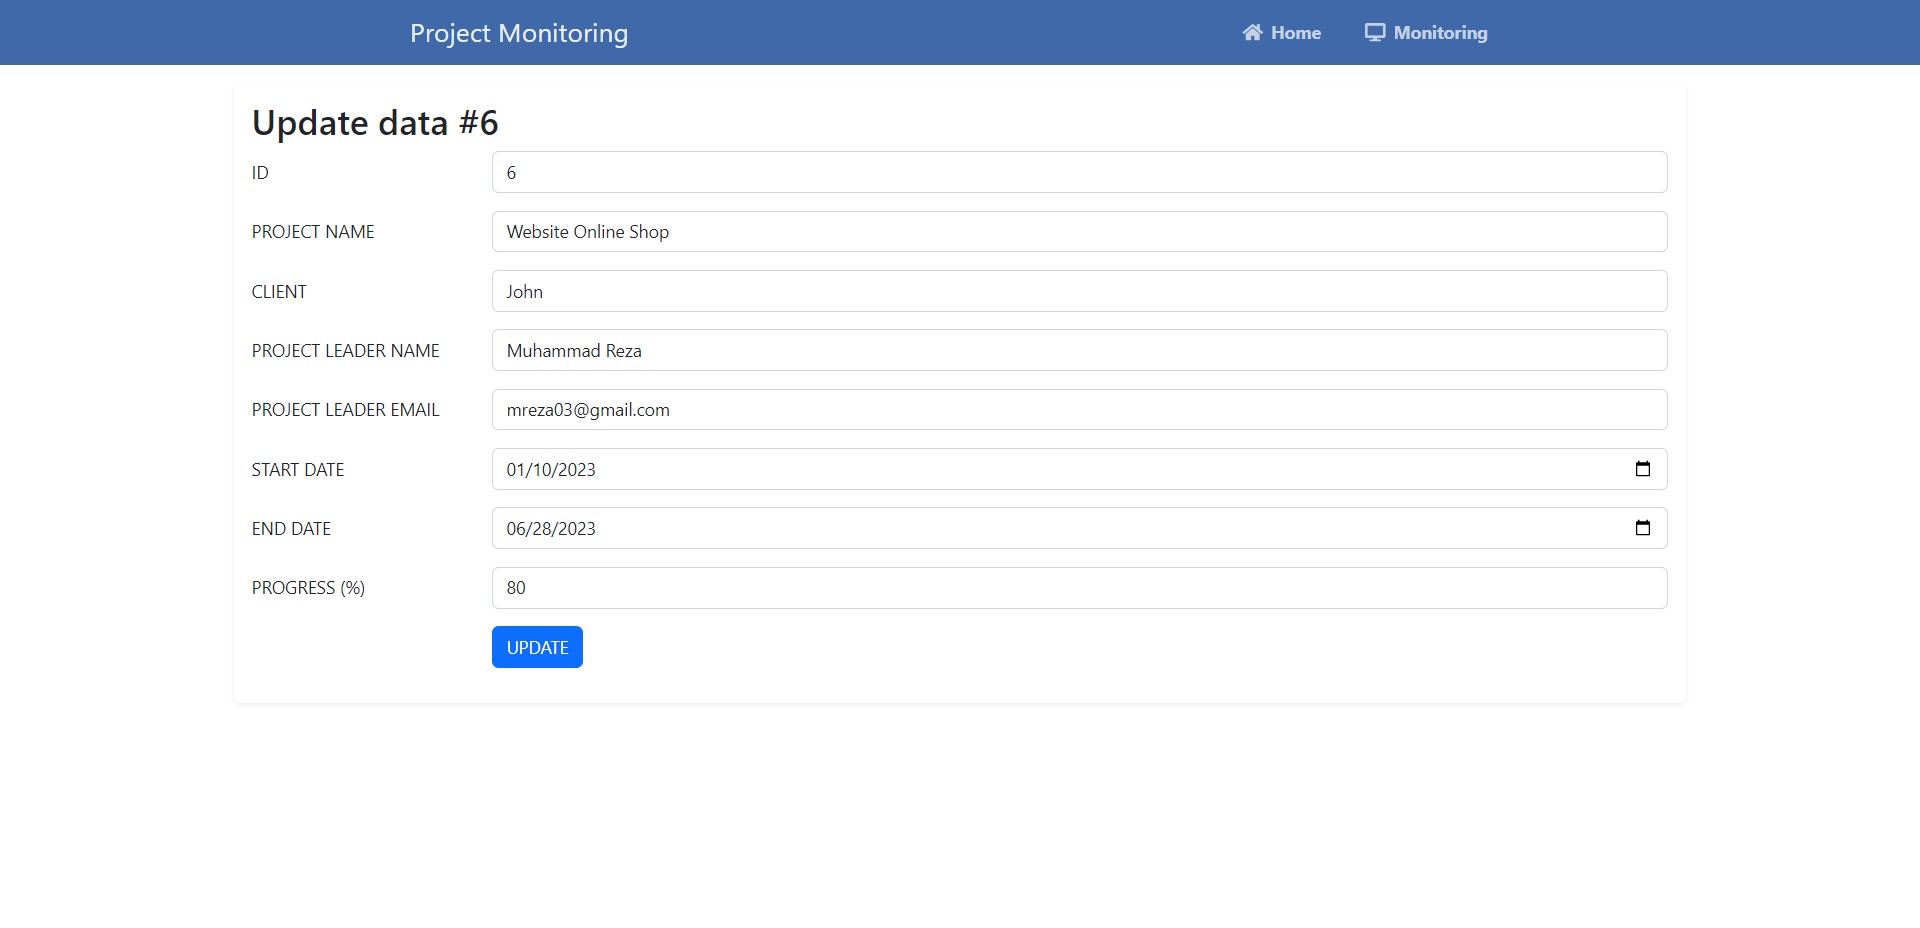 Project Monitoring
Home
Monitoring
Update data #6
ID
6
PROJECT NAME
Website Online Shop
CLIENT
John
PROJECT LEADER NAME
Muhammad Reza
PROJECT LEADER EMAIL
mreza03@gmail.com
START DATE
01/10/2023
END DATE
06/28/2023
PROGRESS (%)
80
UPDATE